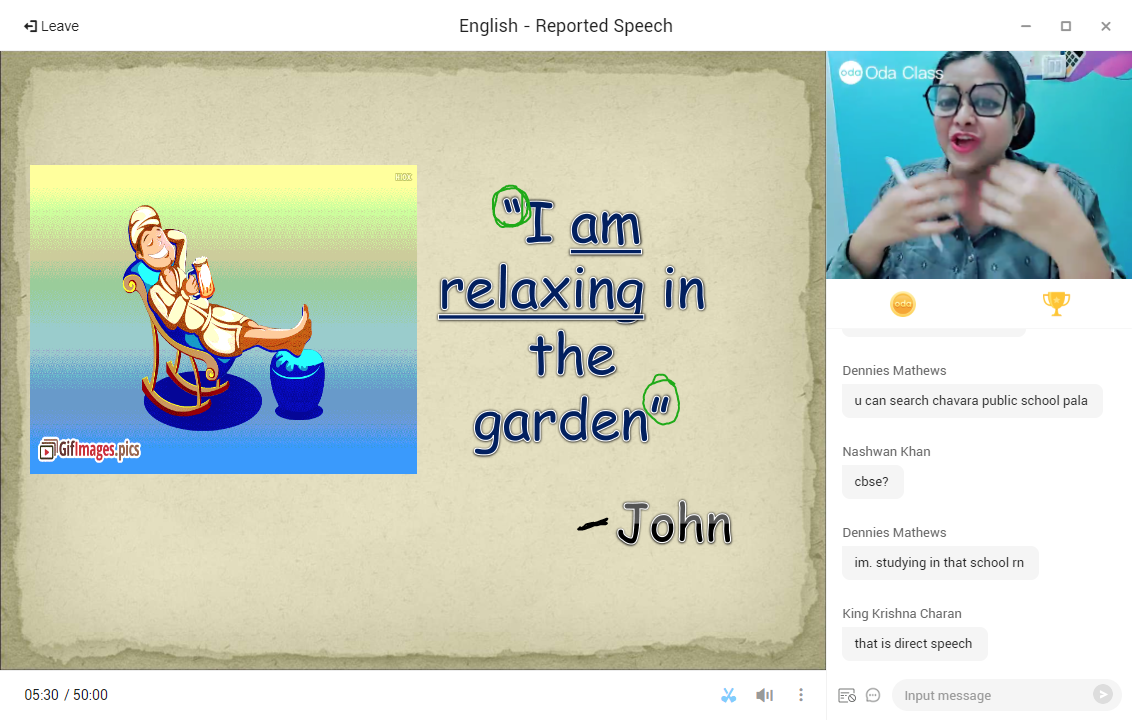 Leave
English - Reported Speech
oda Oda Class
HOX
"I am
relaxing in
the
garden"
- John
GifImages.pics
oda
Dennies Mathews
u can search chavara public school pala
Nashwan Khan
cbse?
Dennies Mathews
im. studying in that school rn
King Krishna Charan
that is direct speech
05:30 / 50:00
Input message